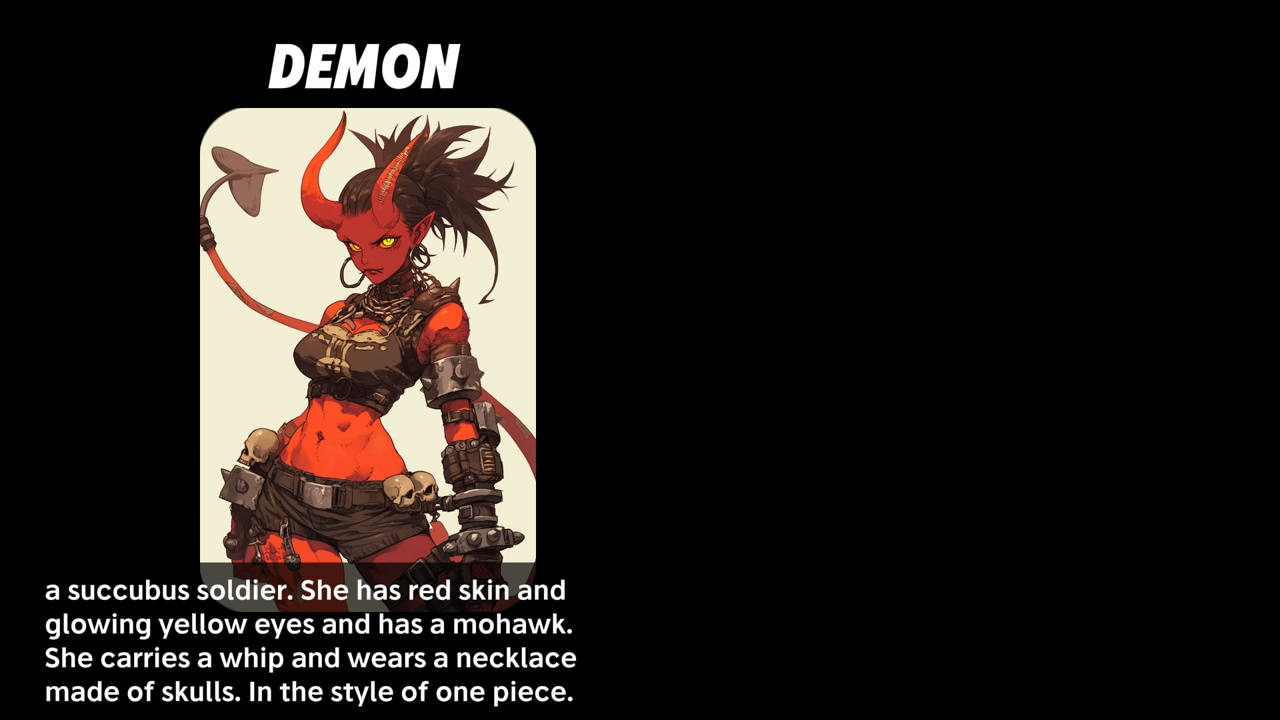 DEMON
a succubus soldier. She has red skin and
glowing yellow eyes and has a mohawk.
She carries a whip and wears a necklace
made of skulls. In the style of one piece.